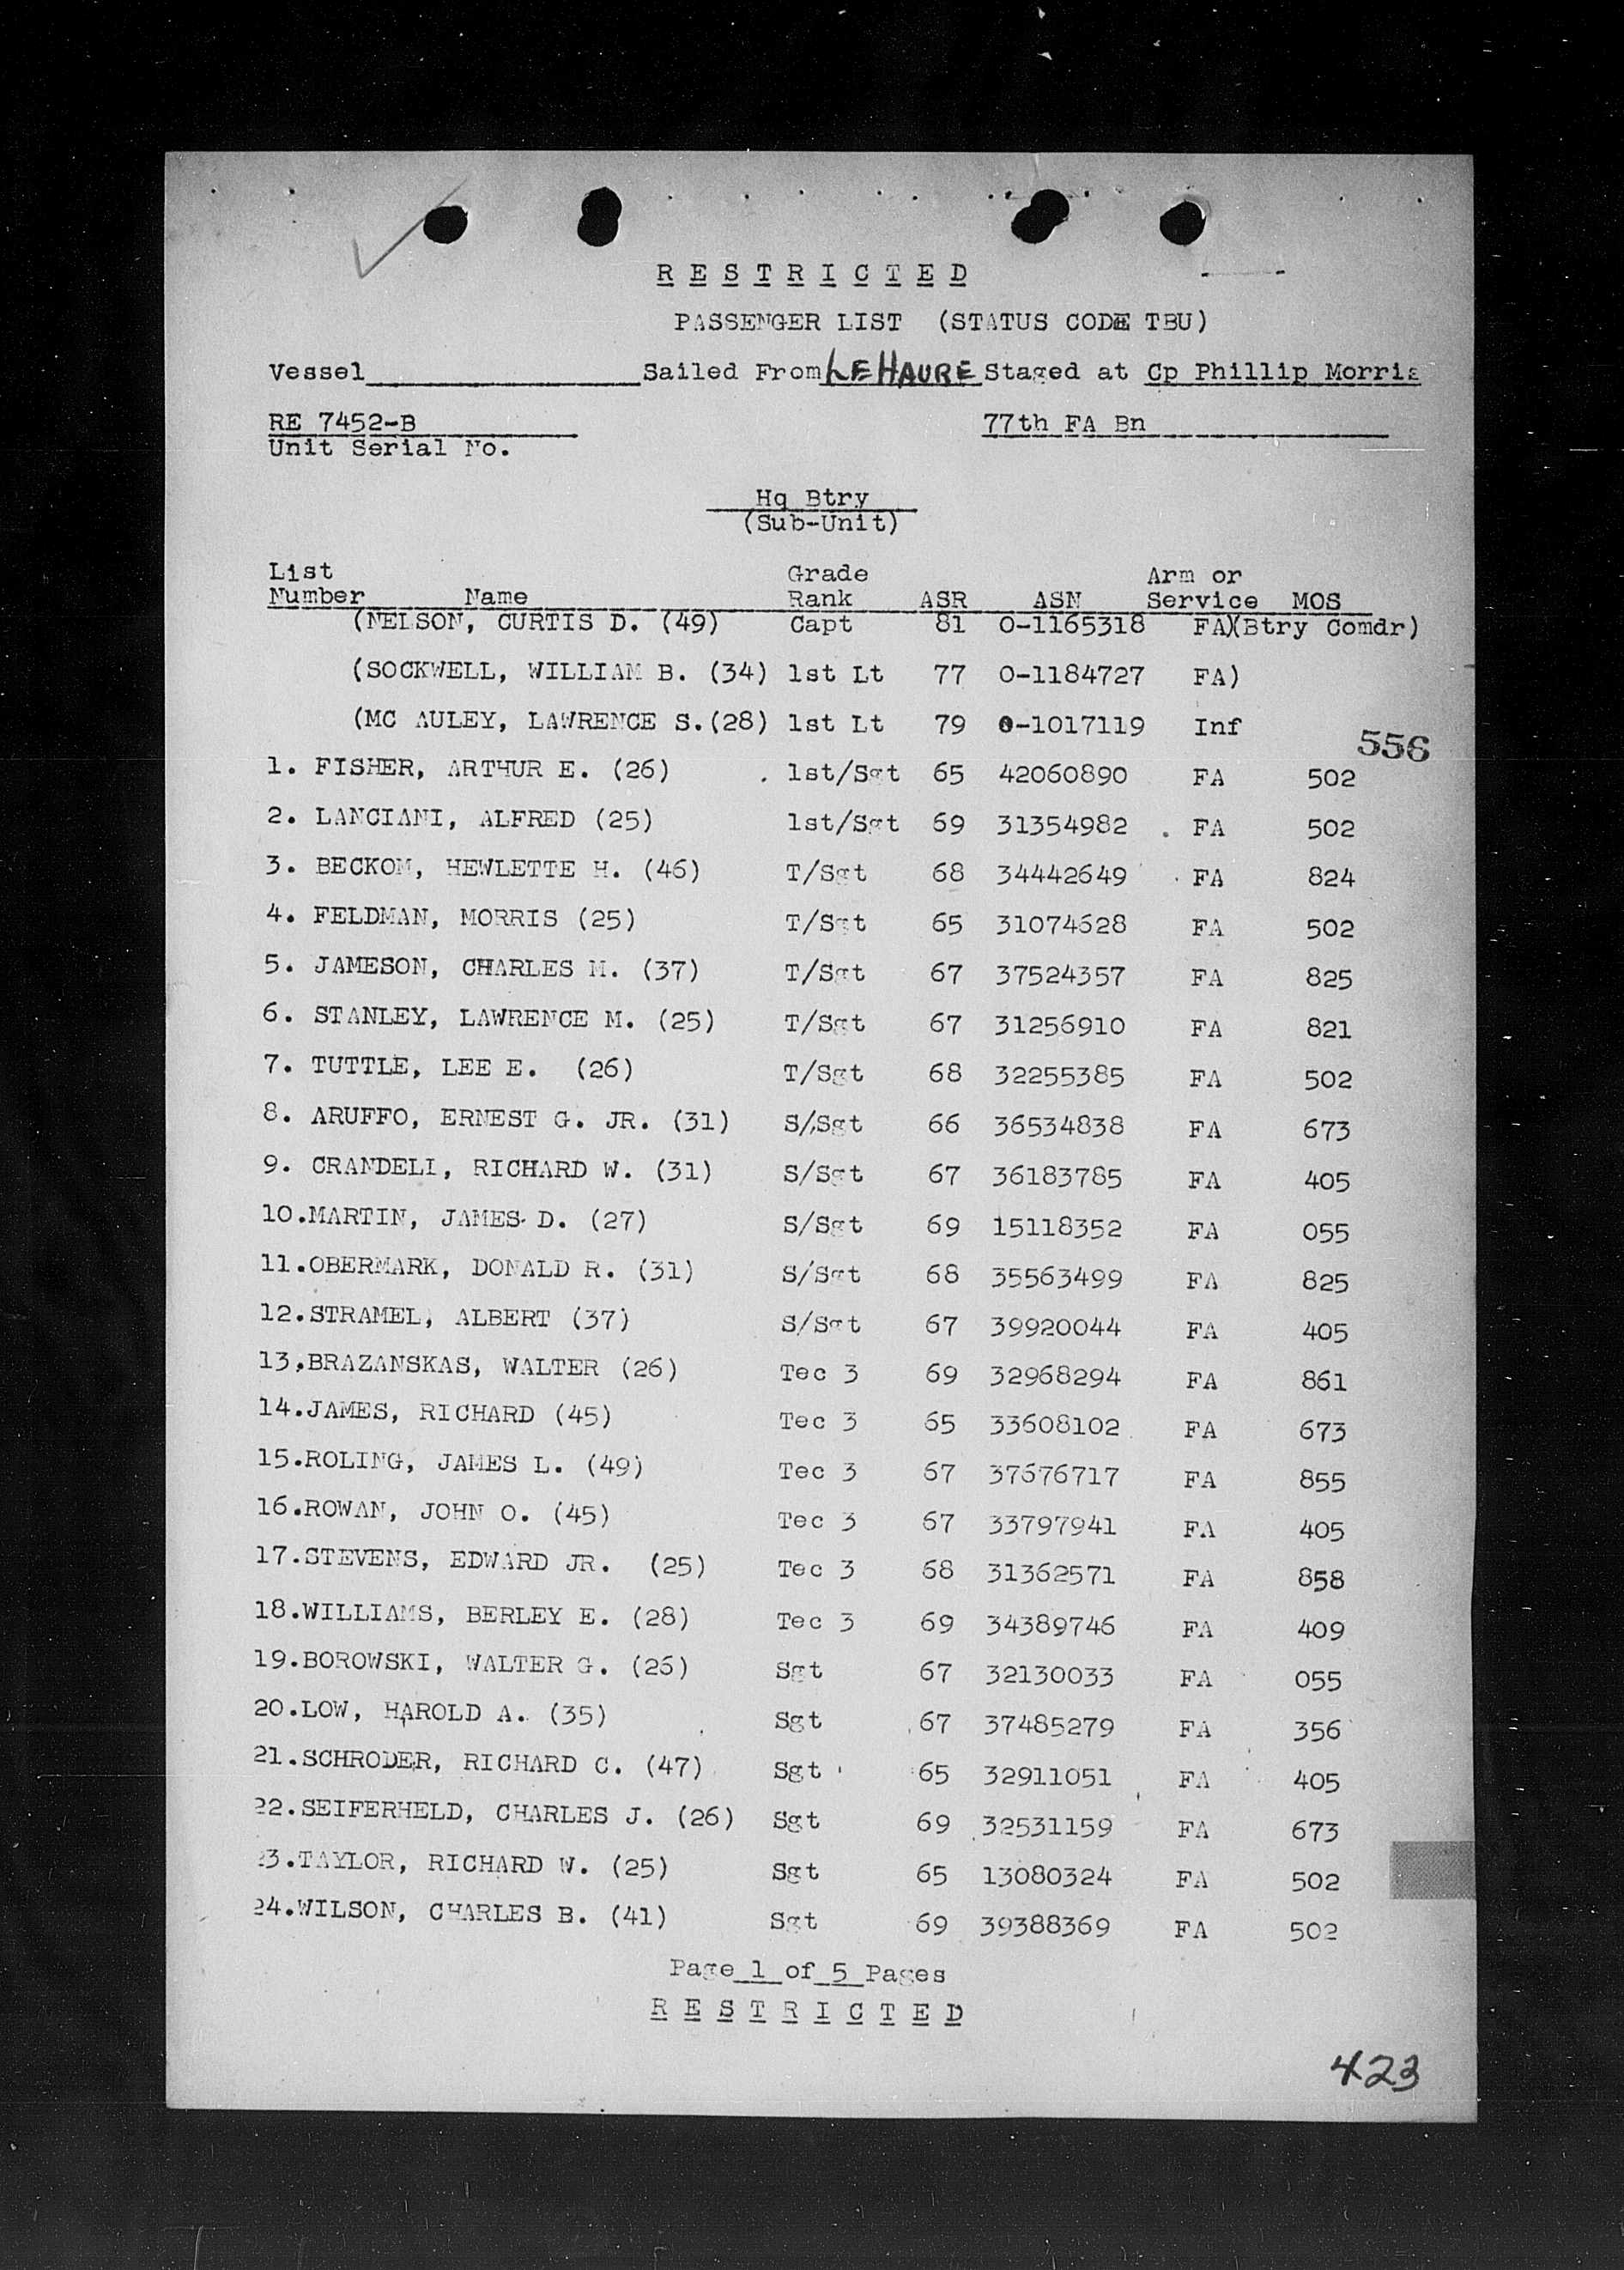 R E S T R I C T E D
PASSENGER LIST (STATUS CODE TBU)
Vessel Sailed From LE HAURE Staged at Cp Phillip Morris
RE 7452-B 77th FA Bn
Unit Serial No.
Hq Btry
(Sub-Unit)
List Grade Arm or
Number Name Rank ASR ASN Service MOS
(NELSON, CURTIS D. (49) Capt 81 O-1165318 FA)(Btry Comdr)
(SOCKWELL, WILLIAM B. (34) 1st Lt 77 O-1184727 FA)
(MC AULEY, LAWRENCE S.(28) 1st Lt 79 O-1017119 Inf
556
1. FISHER, ARTHUR E. (26) 1st/Sgt 65 42060890 FA 502
2. LANCIANI, ALFRED (25) 1st/Sgt 69 31354982 FA 502
3. BECKOM, HEWLETTE H. (46) T/Sgt 68 34442649 FA 824
4. FELDMAN, MORRIS (25) T/Sgt 65 31074628 FA 502
5. JAMESON, CHARLES M. (37) T/Sgt 67 37524357 FA 825
6. STANLEY, LAWRENCE M. (25) T/Sgt 67 31256910 FA 821
7. TUTTLE, LEE E. (26) T/Sgt 68 32255385 FA 502
8. ARUFFO, ERNEST G. JR. (31) S/Sgt 66 36534838 FA 673
9. CRANDELL, RICHARD W. (31) S/Sgt 67 36183785 FA 405
10.MARTIN, JAMES D. (27) S/Sgt 69 15118352 FA 055
11.OBERMARK, DONALD R. (31) S/Sgt 68 35563499 FA 825
12.STRAMEL, ALBERT (37) S/Sgt 67 39920044 FA 405
13,BRAZANSKAS, WALTER (26) Tec 3 69 32968294 FA 861
14.JAMES, RICHARD (45) Tec 3 65 33608102 FA 673
15.ROLING, JAMES L. (49) Tec 3 67 37676717 FA 855
16.ROWAN, JOHN O. (45) Tec 3 67 33797941 FA 405
17.STEVENS, EDWARD JR. (25) Tec 3 68 31362571 FA 858
18.WILLIAMS, BERLEY E. (28) Tec 3 69 34389746 FA 409
19.BOROWSKI, WALTER G. (26) Sgt 67 32130033 FA 055
20.LOW, HAROLD A. (35) Sgt 67 37485279 FA 356
21.SCHRODER, RICHARD C. (47) Sgt 65 32911051 FA 405
22.SEIFERHELD, CHARLES J. (26) Sgt 69 32531159 FA 673
23.TAYLOR, RICHARD W. (25) Sgt 65 13080324 FA 502
24.WILSON, CHARLES B. (41) Sgt 69 39388369 FA 502
Page 1 of 5 Pages
R E S T R I C T E D
423